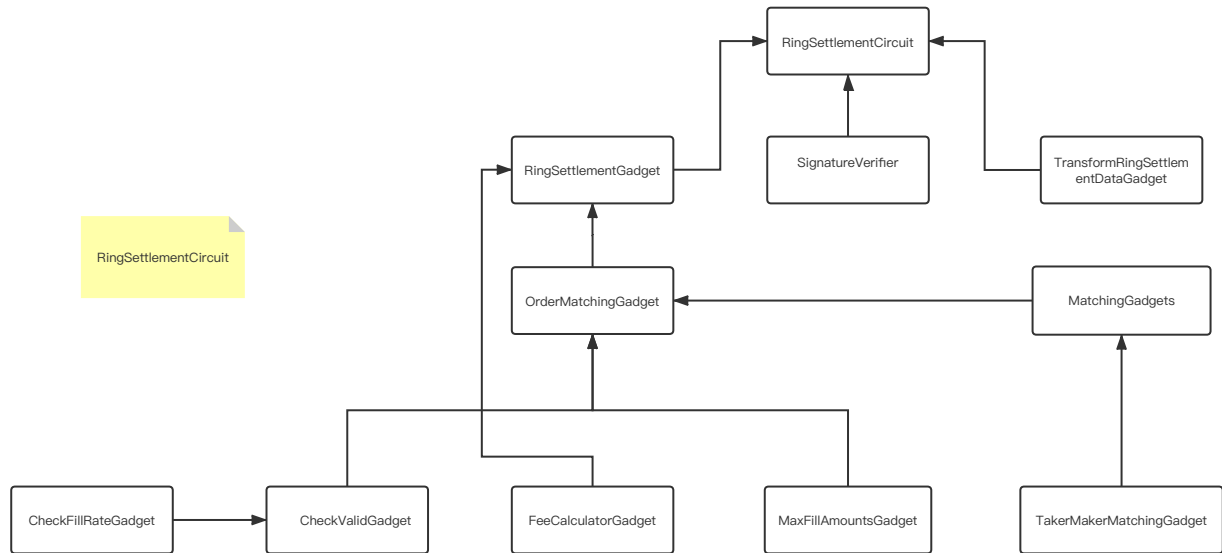 RingSettlementCircuit
RingSettlementGadget
SignatureVerifier
TransformRingSettlem
entDataGadget
RingSettlementCircuit
OrderMatchingGadget
MatchingGadgets
CheckFillRateGadget
CheckValidGadget
FeeCalculatorGadget
MaxFillAmountsGadget
TakerMakerMatchingGadget